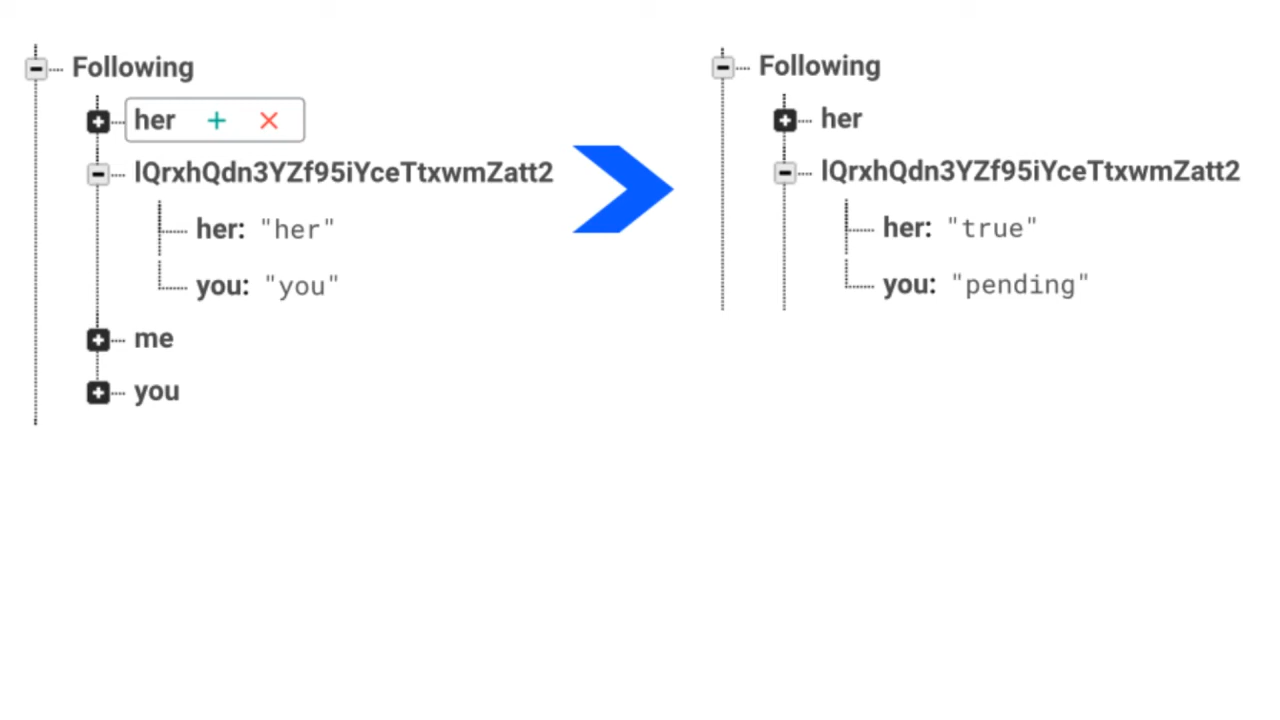 Following
her
lQrxhQdn3YZf95iYceTtxwmZatt2
her: "her"
you: "you"
me
you
Following
her
lQrxhQdn3YZf95iYceTtxwmZatt2
her: "true"
you: "pending"